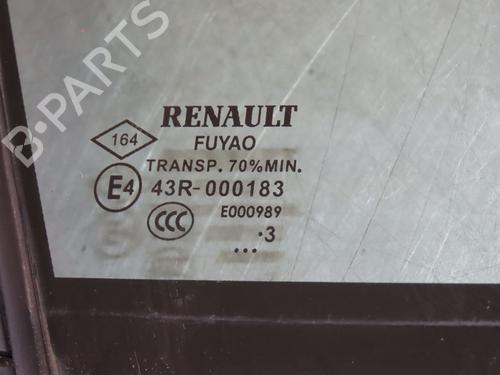 B-PARTS
RENAULT
164
FUYAO
TRANSP. 70%MIN.
E4 43R-000183
CCC E000989
·3
...